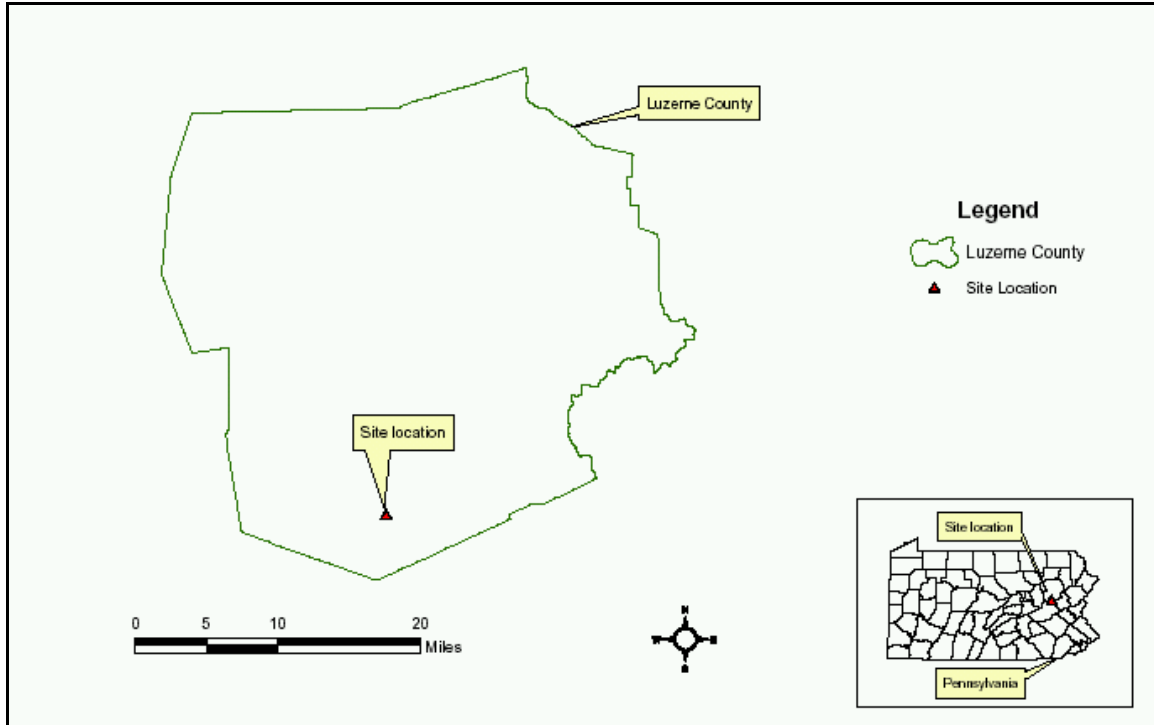 Luzerne County
Legend
Luzerne County
Site Location
Site location
Site location
0 5 10 20
Miles
N
W E
S
Pennsylvania